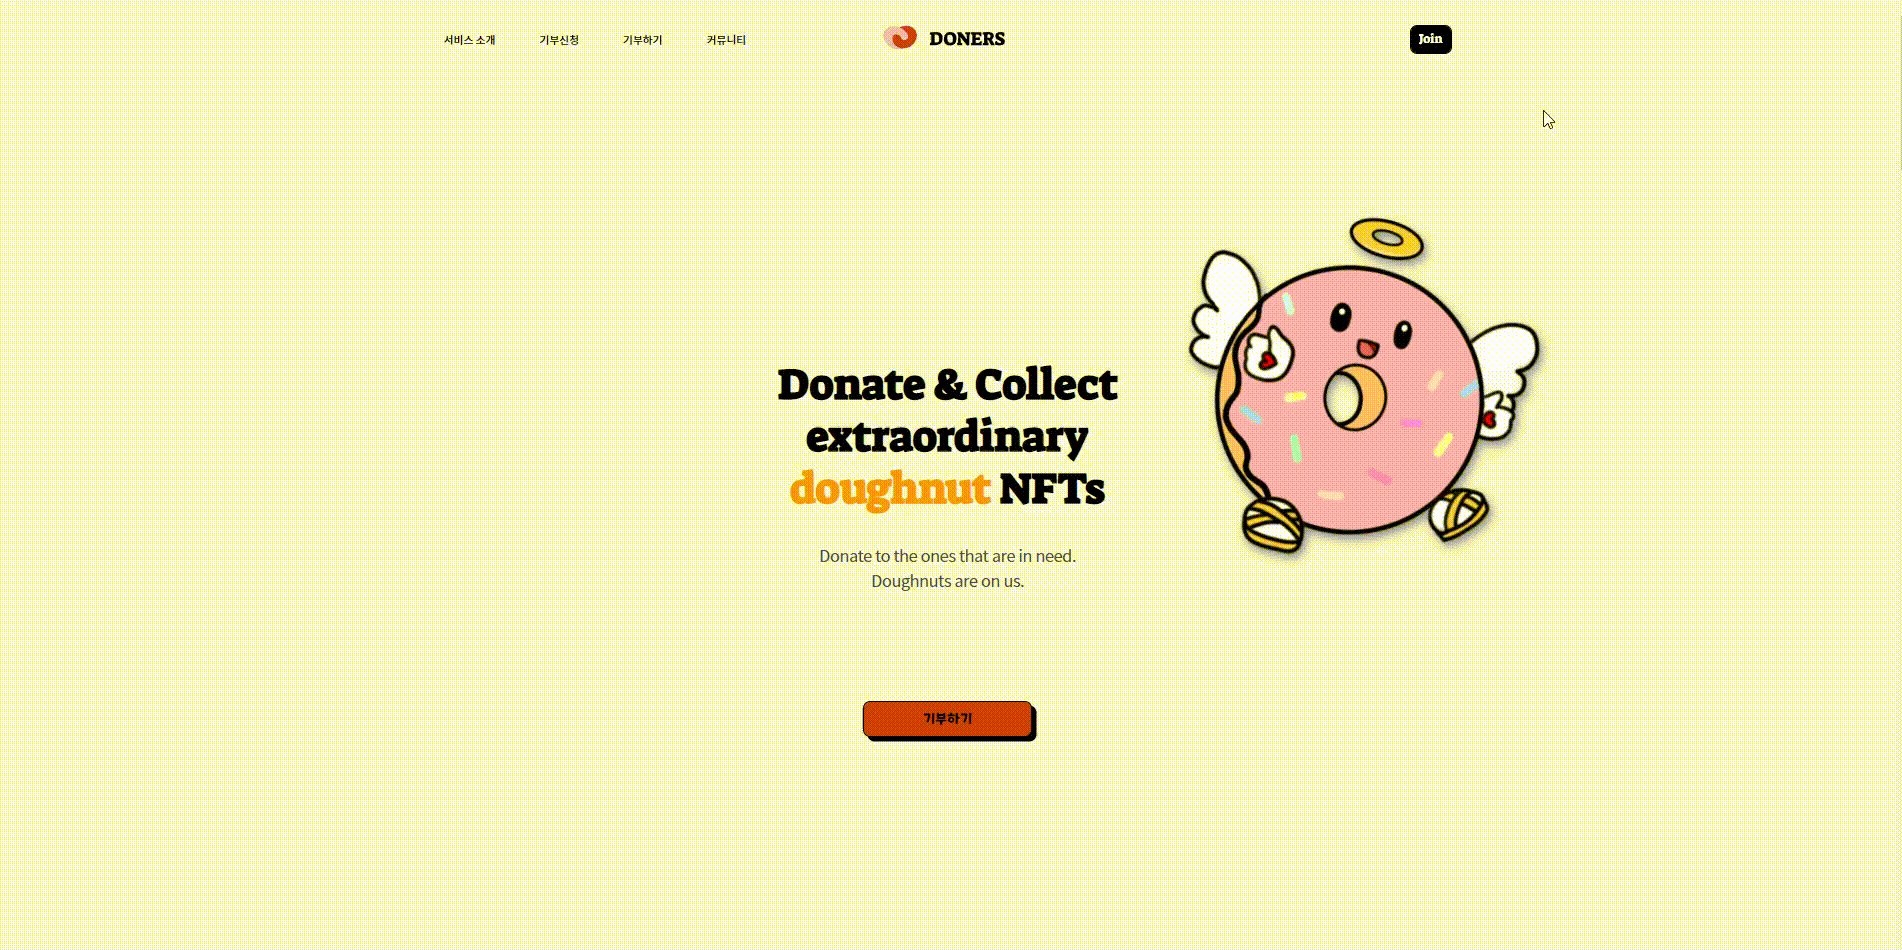 서비스 소개
기부신청
기부하기
커뮤니티
DONERS
Join
Donate & Collect
extraordinary
doughnut NFTs
Donate to the ones that are in need.
Doughnuts are on us.
기부하기